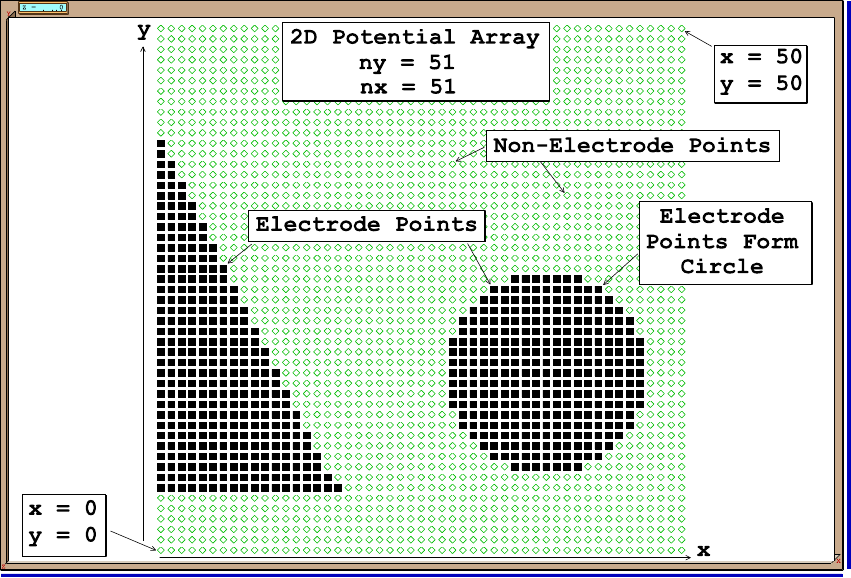 y
2D Potential Array
ny = 51
nx = 51
x = 50
y = 50
Non-Electrode Points
Electrode Points
Electrode
Points Form
Circle
x = 0
y = 0
x